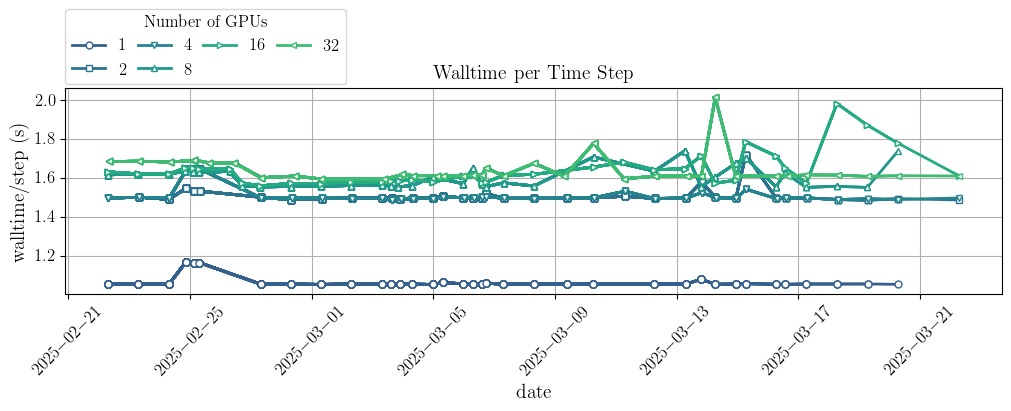 Number of GPUs
1 4 16 32
2 8
Walltime per Time Step
walltime/step (s)
2.0
1.8
1.6
1.4
1.2
2025−02−21
2025−02−25
2025−03−01
2025−03−05
2025−03−09
2025−03−13
2025−03−17
2025−03−21
date